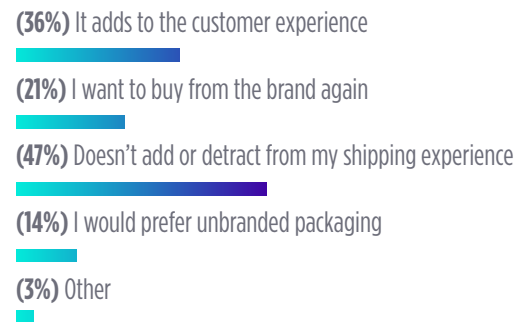 (36%) It adds to the customer experience
(21%) I want to buy from the brand again
(47%) Doesn't add or detract from my shipping experience
(14%) I would prefer unbranded packaging
(3%) Other